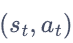 (s_t, a_t)